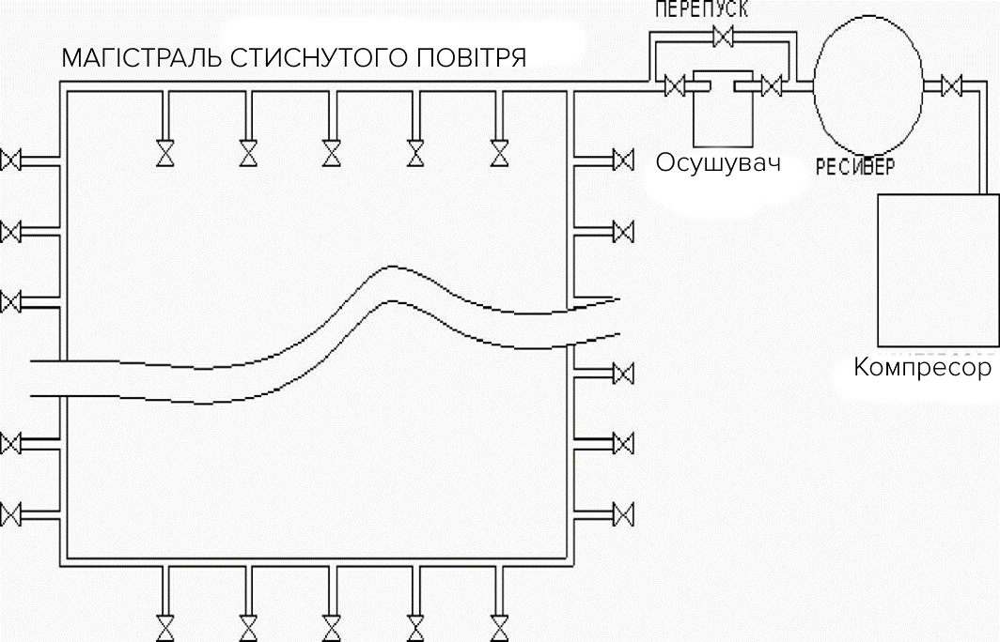 ПЕРЕПУСК
МАГІСТРАЛЬ СТИСНУТОГО ПОВІТРЯ
Осушувач
РЕСИВЕР
Компресор